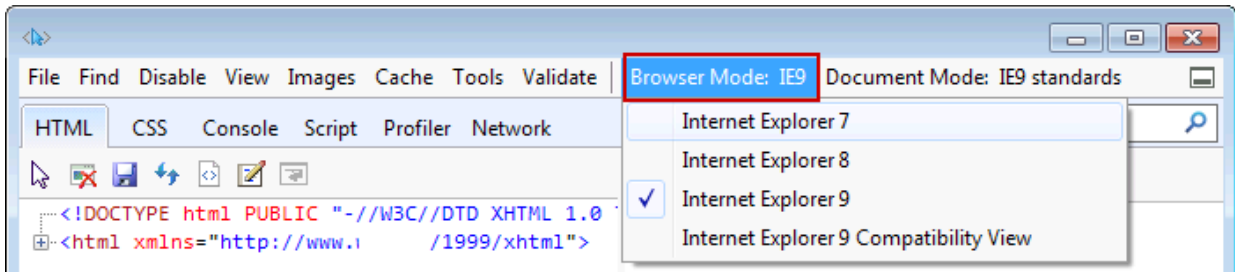 File Find Disable View Images Cache Tools Validate Browser Mode: IE9 Document Mode: IE9 standards
HTML CSS Console Script Profiler Network
Internet Explorer 7
Internet Explorer 8
Internet Explorer 9
Internet Explorer 9 Compatibility View
<!DOCTYPE html PUBLIC "-//W3C//DTD XHTML 1.0
<html xmlns="http://www. /1999/xhtml">